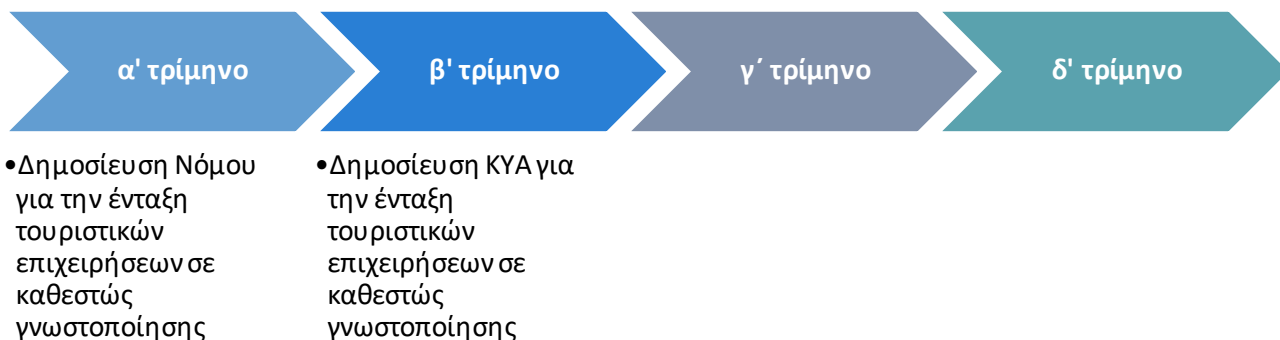 α' τρίμηνο
β' τρίμηνο
γ΄ τρίμηνο
δ' τρίμηνο
•Δημοσίευση Νόμου
για την ένταξη
τουριστικών
επιχειρήσεων σε
καθεστώς
γνωστοποίησης
•Δημοσίευση ΚΥΑ για
την ένταξη
τουριστικών
επιχειρήσεων σε
καθεστώς
γνωστοποίησης